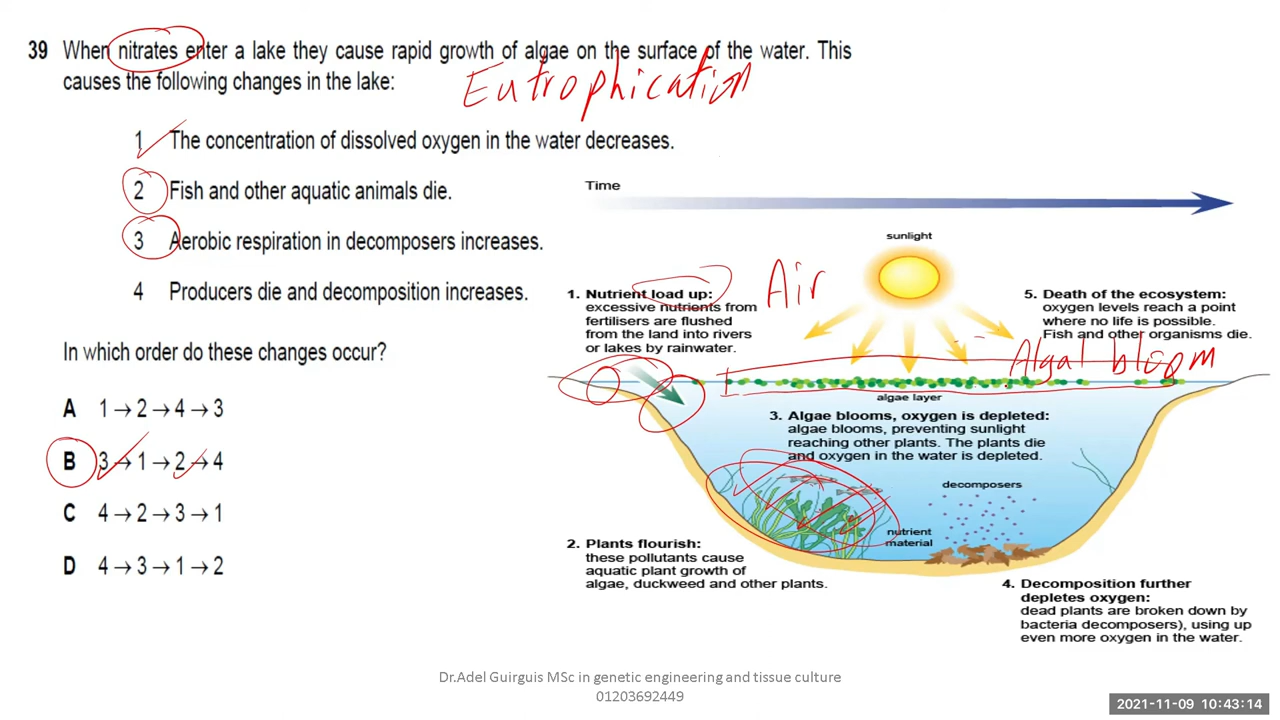 39 When nitrates enter a lake they cause rapid growth of algae on the surface of the water. This
causes the following changes in the lake:
Eutrophication
1 The concentration of dissolved oxygen in the water decreases.
2 Fish and other aquatic animals die.
3 Aerobic respiration in decomposers increases.
4 Producers die and decomposition increases.
In which order do these changes occur?
A 1 → 2 → 4 → 3
B 3 → 1 → 2 → 4
C 4 → 2 → 3 → 1
D 4 → 3 → 1 → 2
Time
sunlight
1. Nutrient load up:
excessive nutrients from
fertilisers are flushed
from the land into rivers
or lakes by rainwater.
Air
5. Death of the ecosystem:
oxygen levels reach a point
where no life is possible.
Fish and other organisms die.
Algal bloom
algae layer
3. Algae blooms, oxygen is depleted:
algae blooms, preventing sunlight
reaching other plants. The plants die
and oxygen in the water is depleted.
decomposers
nutrient
material
2. Plants flourish:
these pollutants cause
aquatic plant growth of
algae, duckweed and other plants.
4. Decomposition further
depletes oxygen:
dead plants are broken down by
bacteria decomposers), using up
even more oxygen in the water.
Dr.Adel Guirguis MSc in genetic engineering and tissue culture
01203692449
2021-11-09 10:43:14